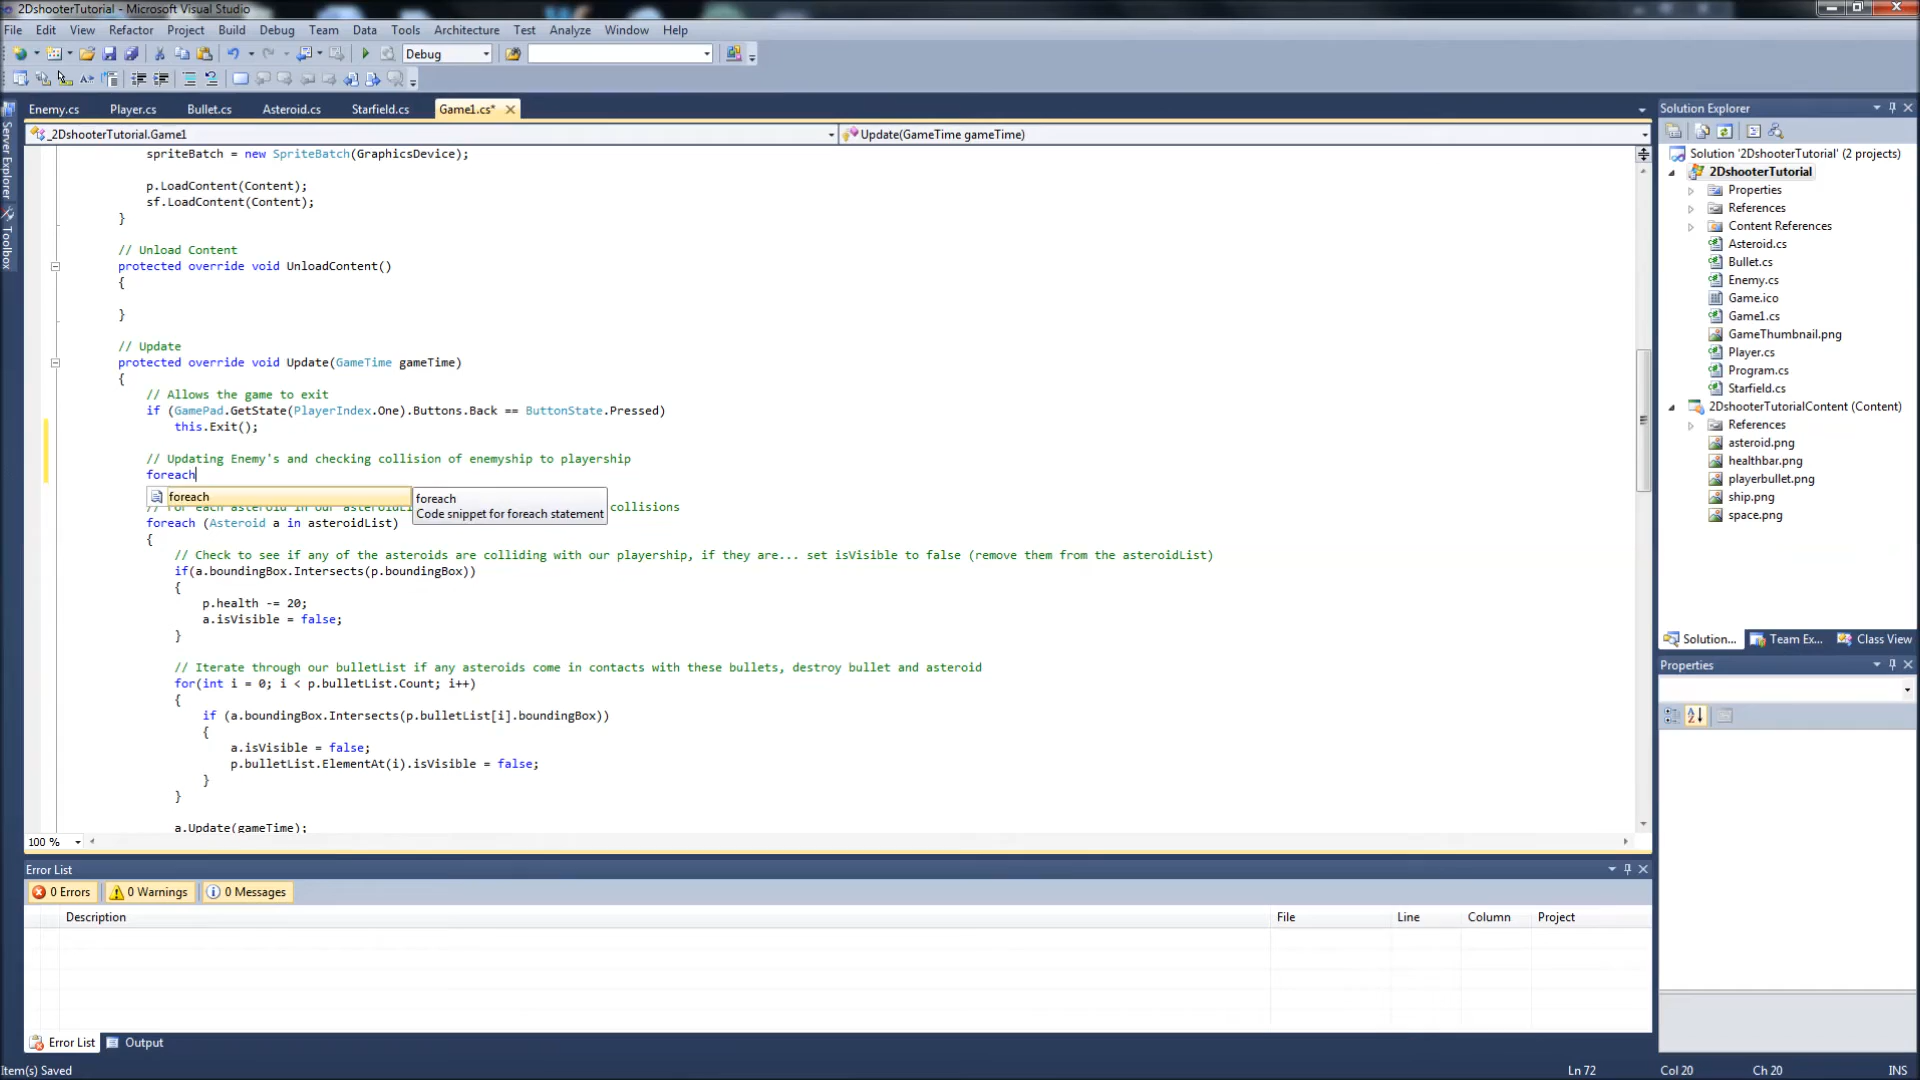 2DshooterTutorial - Microsoft Visual Studio
File Edit View Refactor Project Build Debug Team Data Tools Architecture Test Analyze Window Help
Debug
Enemy.cs Player.cs Bullet.cs Asteroid.cs Starfield.cs Game1.cs*
_2DshooterTutorial.Game1 Update(GameTime gameTime)
Server Explorer
Toolbox
spriteBatch = new SpriteBatch(GraphicsDevice);
p.LoadContent(Content);
sf.LoadContent(Content);
}
// Unload Content
protected override void UnloadContent()
{
}
// Update
protected override void Update(GameTime gameTime)
{
// Allows the game to exit
if (GamePad.GetState(PlayerIndex.One).Buttons.Back == ButtonState.Pressed)
this.Exit();
// Updating Enemy's and checking collision of enemyship to playership
foreach
foreach
foreach
Code snippet for foreach statement
// For each asteroid in our asteroidL collisions
foreach (Asteroid a in asteroidList)
{
// Check to see if any of the asteroids are colliding with our playership, if they are... set isVisible to false (remove them from the asteroidList)
if(a.boundingBox.Intersects(p.boundingBox))
{
p.health -= 20;
a.isVisible = false;
}
// Iterate through our bulletList if any asteroids come in contacts with these bullets, destroy bullet and asteroid
for(int i = 0; i < p.bulletList.Count; i++)
{
if (a.boundingBox.Intersects(p.bulletList[i].boundingBox))
{
a.isVisible = false;
p.bulletList.ElementAt(i).isVisible = false;
}
}
a.Update(gameTime);
100 %
Error List
0 Errors 0 Warnings 0 Messages
Description File Line Column Project
Error List Output
Solution Explorer
Solution '2DshooterTutorial' (2 projects)
2DshooterTutorial
Properties
References
Content References
Asteroid.cs
Bullet.cs
Enemy.cs
Game.ico
Game1.cs
GameThumbnail.png
Player.cs
Program.cs
Starfield.cs
2DshooterTutorialContent (Content)
References
asteroid.png
healthbar.png
playerbullet.png
ship.png
space.png
Solution... Team Ex... Class View
Properties
Item(s) Saved Ln 72 Col 20 Ch 20 INS